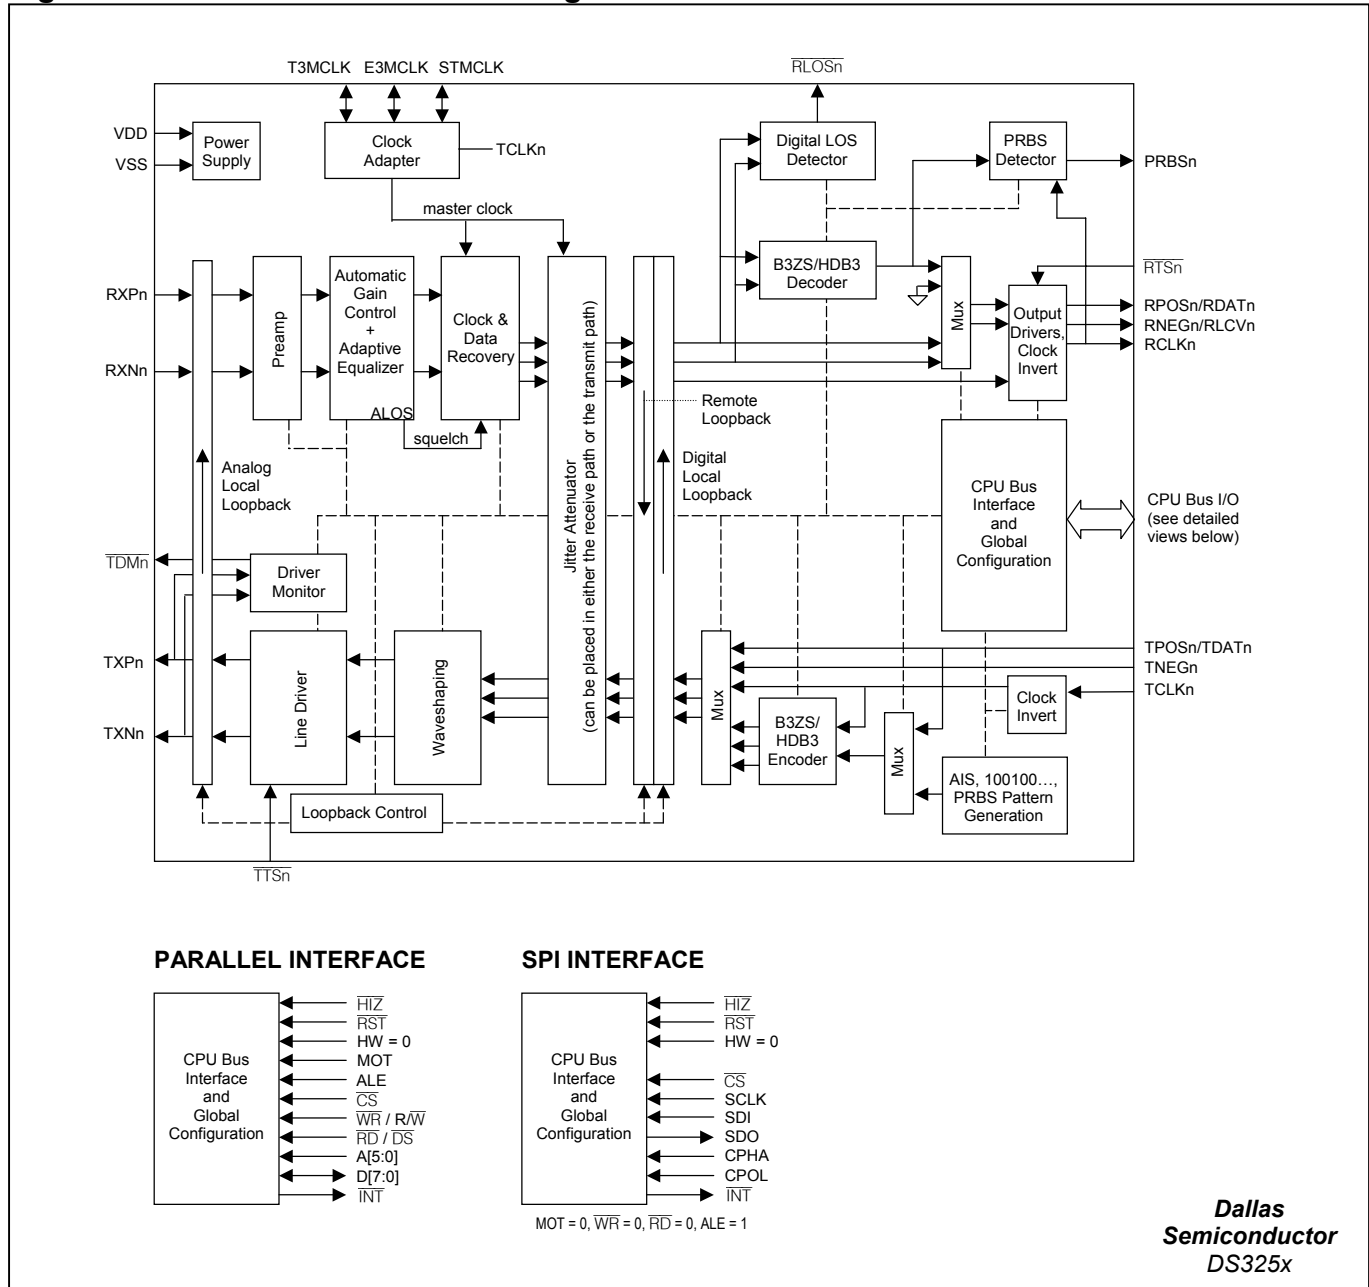 T3MCLK E3MCLK STMCLK
RLOSn
VDD
VSS
Power
Supply
Clock
Adapter
TCLKn
Digital LOS
Detector
PRBS
Detector
PRBSn
master clock
RXPn
RXNn
Preamp
Automatic
Gain
Control
+
Adaptive
Equalizer
ALOS
squelch
Clock &
Data
Recovery
Jitter Attenuator
(can be placed in either the receive path or the transmit path)
B3ZS/HDB3
Decoder
Mux
Output
Drivers,
Clock
Invert
RTSn
RPOSn/RDATn
RNEGn/RLCVn
RCLKn
Remote
Loopback
Analog
Local
Loopback
Digital
Local
Loopback
CPU Bus
Interface
and
Global
Configuration
CPU Bus I/O
(see detailed
views below)
TDMn
Driver
Monitor
TXPn
TXNn
Line Driver
Waveshaping
Mux
B3ZS/
HDB3
Encoder
Mux
Clock
Invert
AIS, 100100…,
PRBS Pattern
Generation
TPOSn/TDATn
TNEGn
TCLKn
Loopback Control
TTSn
PARALLEL INTERFACE
CPU Bus
Interface
and
Global
Configuration
HIZ
RST
HW = 0
MOT
ALE
CS
WR / R/W
RD / DS
A[5:0]
D[7:0]
INT
SPI INTERFACE
CPU Bus
Interface
and
Global
Configuration
HIZ
RST
HW = 0
CS
SCLK
SDI
SDO
CPHA
CPOL
INT
MOT = 0, WR = 0, RD = 0, ALE = 1
Dallas
Semiconductor
DS325x